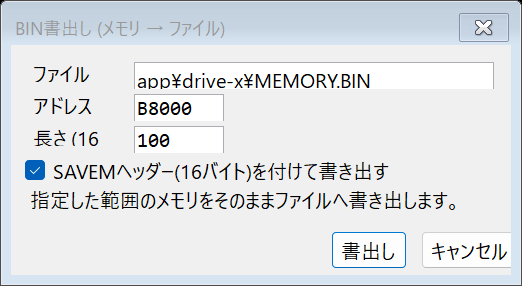 BIN書出し (メモリ → ファイル)
ファイル app¥drive-x¥MEMORY.BIN
アドレス B8000
長さ(16 100
SAVEMヘッダー(16バイト)を付けて書き出す
指定した範囲のメモリをそのままファイルへ書き出します。
書出し キャンセル